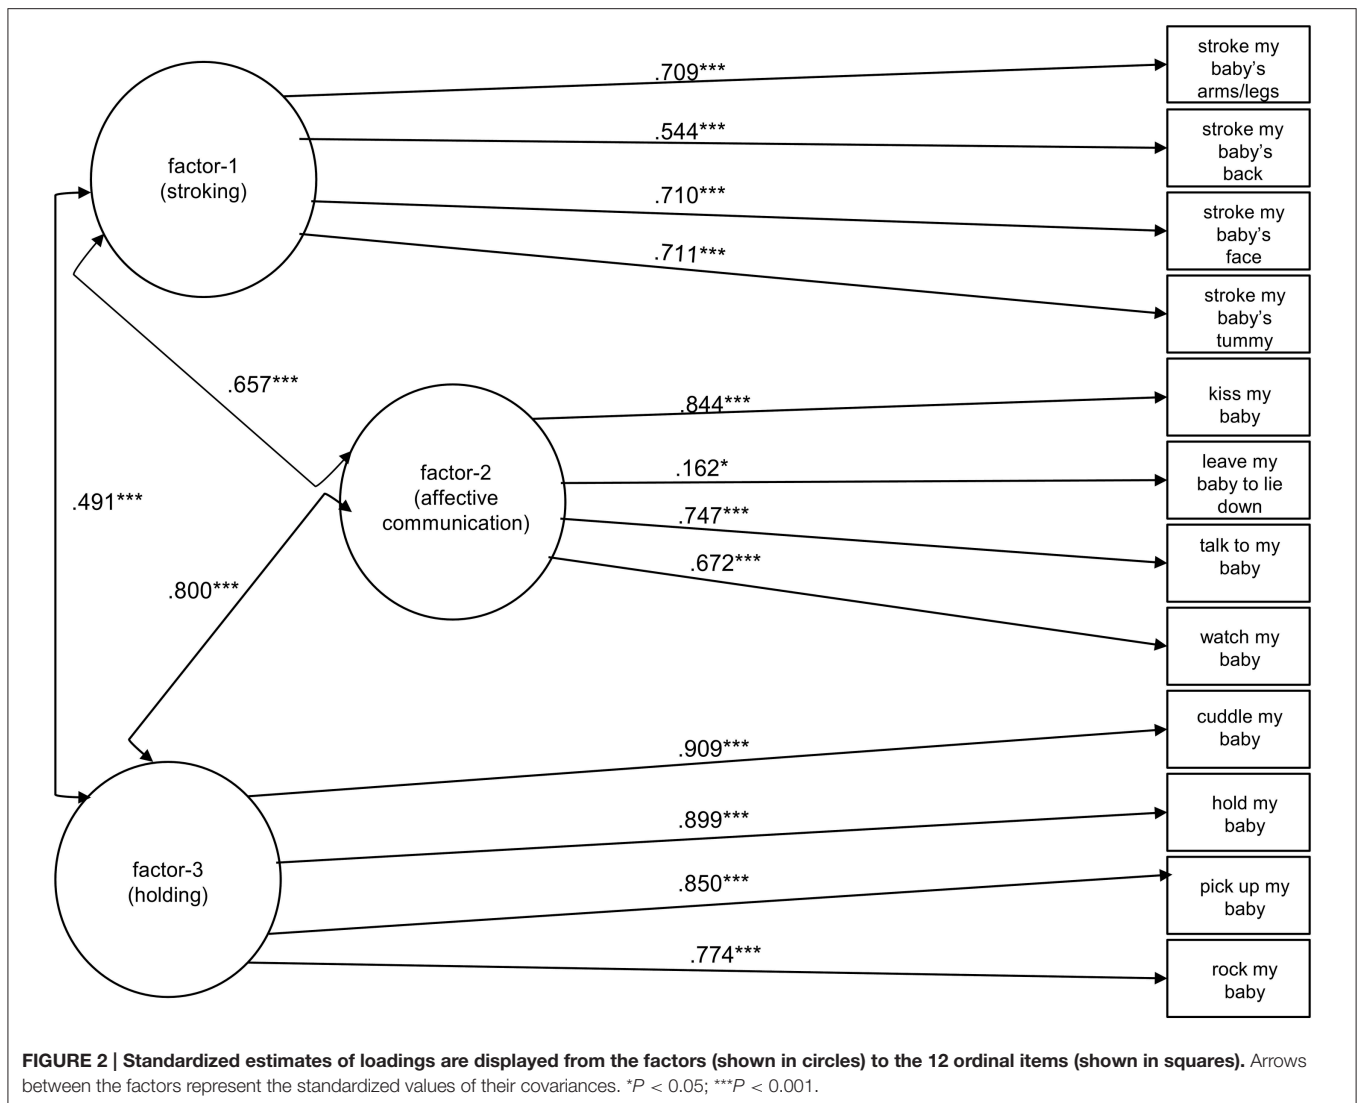 .709***
stroke my
baby's
arms/legs
.544***
stroke my
baby's
back
factor-1
(stroking)
.710***
stroke my
baby's
face
.711***
stroke my
baby's
tummy
.657***
.844***
kiss my
baby
factor-2
(affective
communication)
.162*
leave my
baby to lie
down
.491***
.747***
talk to my
baby
.672***
.800***
watch my
baby
.909***
cuddle my
baby
.899***
hold my
baby
factor-3
(holding)
.850***
pick up my
baby
.774***
rock my
baby
FIGURE 2 | Standardized estimates of loadings are displayed from the factors (shown in circles) to the 12 ordinal items (shown in squares). Arrows
between the factors represent the standardized values of their covariances. *P < 0.05; ***P < 0.001.